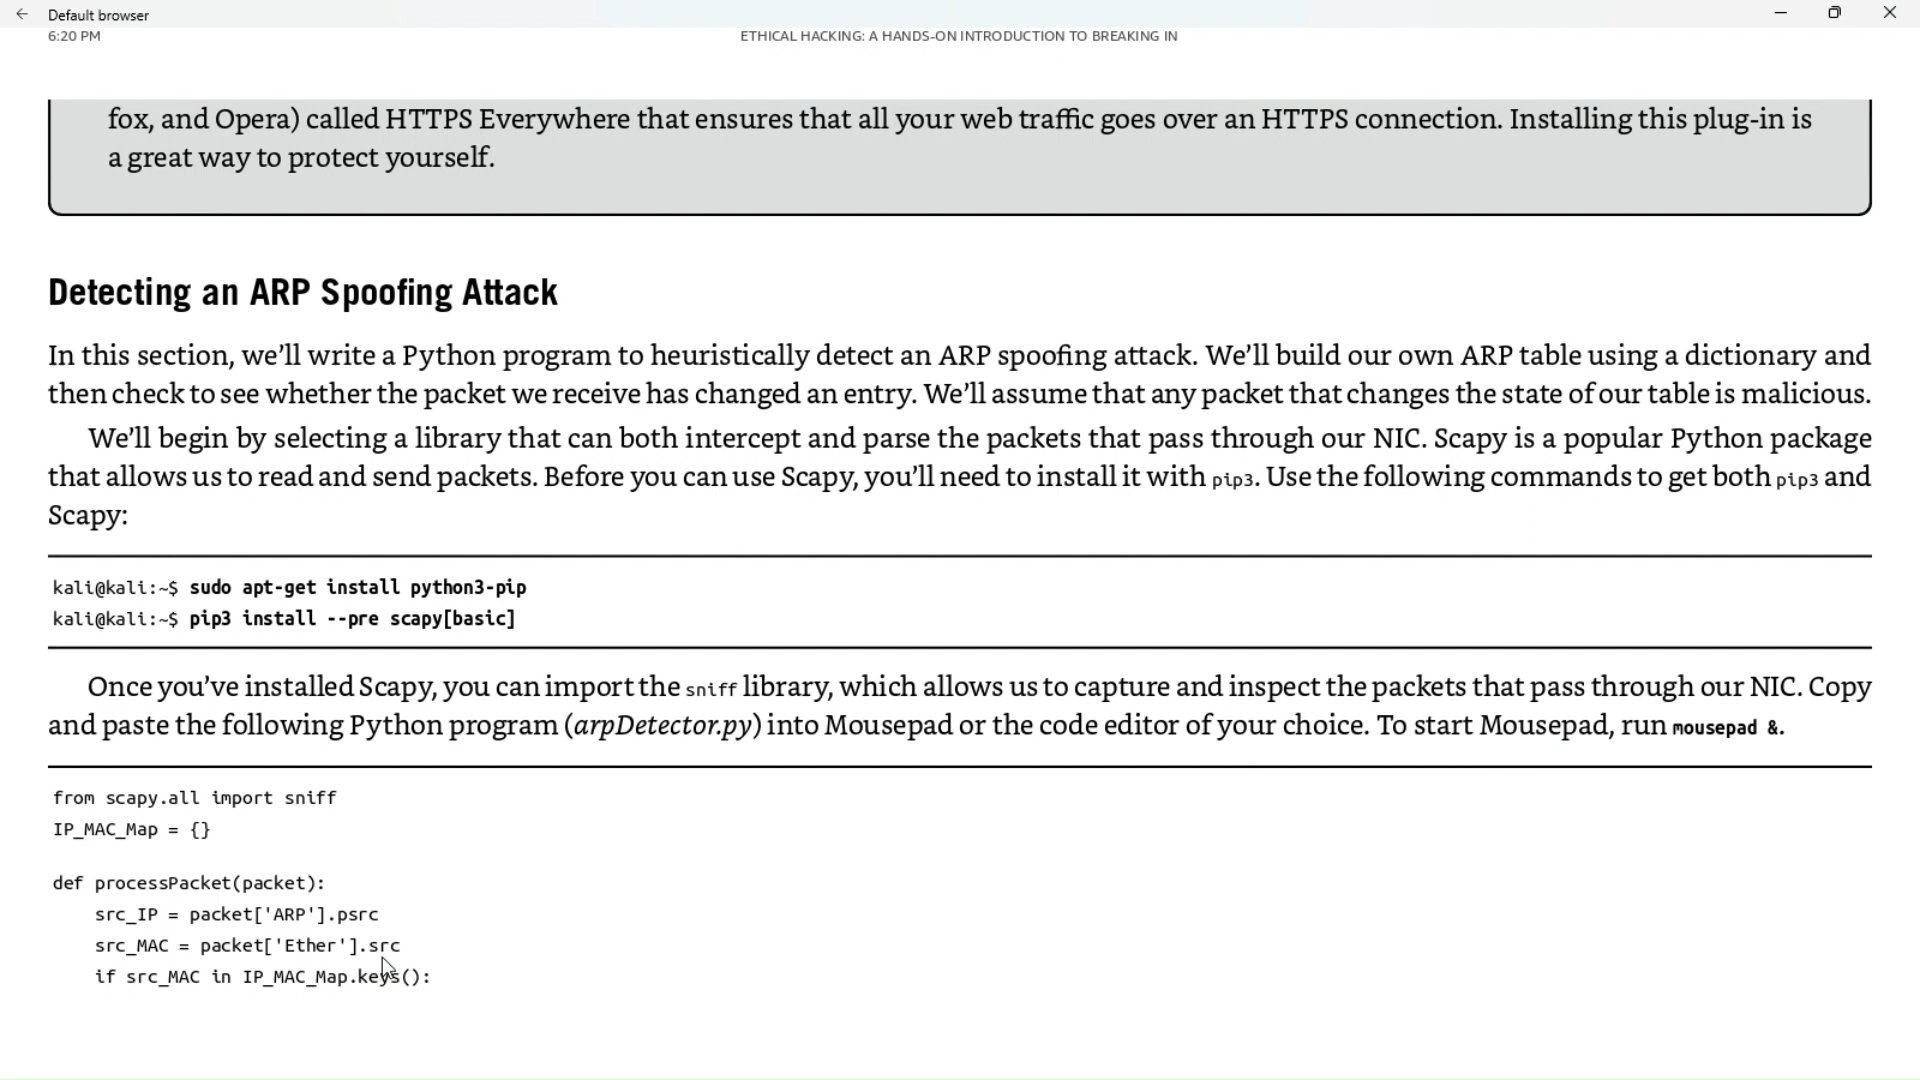 Default browser
6:20 PM
ETHICAL HACKING: A HANDS-ON INTRODUCTION TO BREAKING IN
fox, and Opera) called HTTPS Everywhere that ensures that all your web traffic goes over an HTTPS connection. Installing this plug-in is
a great way to protect yourself.
Detecting an ARP Spoofing Attack
In this section, we’ll write a Python program to heuristically detect an ARP spoofing attack. We’ll build our own ARP table using a dictionary and
then check to see whether the packet we receive has changed an entry. We’ll assume that any packet that changes the state of our table is malicious.
We’ll begin by selecting a library that can both intercept and parse the packets that pass through our NIC. Scapy is a popular Python package
that allows us to read and send packets. Before you can use Scapy, you’ll need to install it with pip3. Use the following commands to get both pip3 and
Scapy:
kali@kali:~$ sudo apt-get install python3-pip
kali@kali:~$ pip3 install --pre scapy[basic]
Once you’ve installed Scapy, you can import the sniff library, which allows us to capture and inspect the packets that pass through our NIC. Copy
and paste the following Python program (arpDetector.py) into Mousepad or the code editor of your choice. To start Mousepad, run mousepad &.
from scapy.all import sniff
IP_MAC_Map = {}
def processPacket(packet):
    src_IP = packet['ARP'].psrc
    src_MAC = packet['Ether'].src
    if src_MAC in IP_MAC_Map.keys():